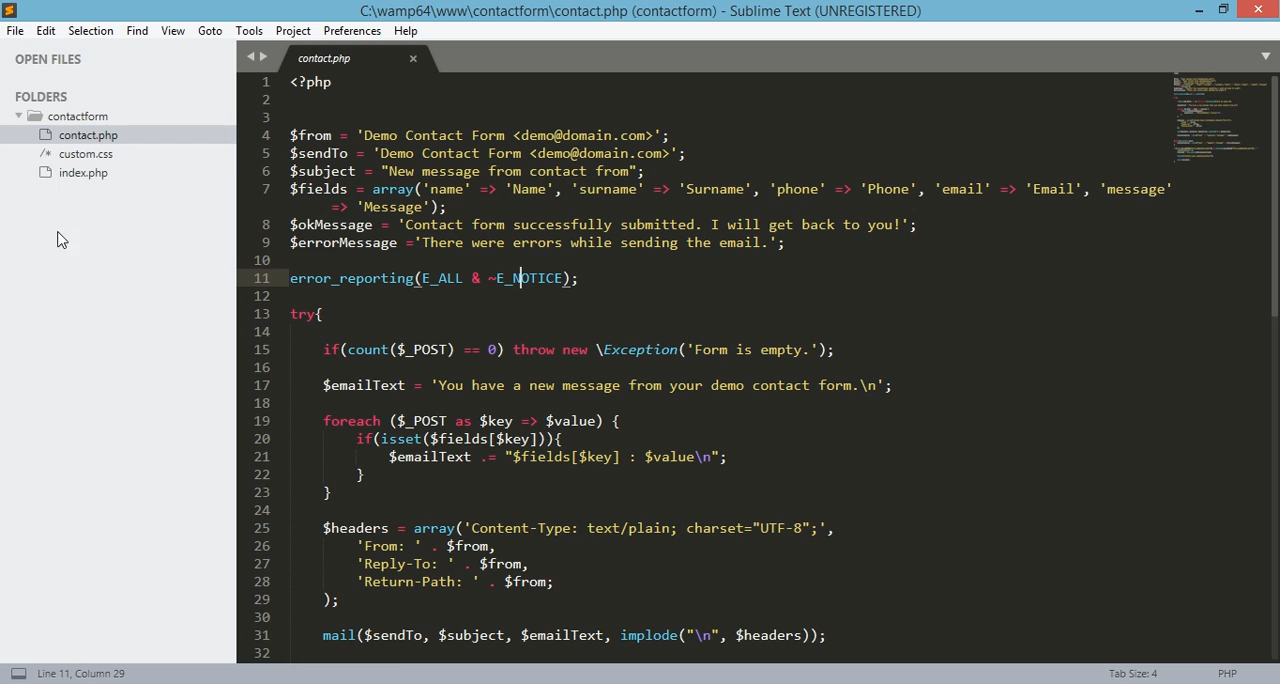 C:\wamp64\www\contactform\contact.php (contactform) - Sublime Text (UNREGISTERED)
File Edit Selection Find View Goto Tools Project Preferences Help
OPEN FILES
FOLDERS
contactform
contact.php
/* custom.css
index.php
contact.php
1 <?php
2
3
4 $from = 'Demo Contact Form <demo@domain.com>';
5 $sendTo = 'Demo Contact Form <demo@domain.com>';
6 $subject = "New message from contact from";
7 $fields = array('name' => 'Name', 'surname' => 'Surname', 'phone' => 'Phone', 'email' => 'Email', 'message'
=> 'Message');
8 $okMessage = 'Contact form successfully submitted. I will get back to you!';
9 $errorMessage ='There were errors while sending the email.';
10
11 error_reporting(E_ALL & ~E_NOTICE);
12
13 try{
14
15 if(count($_POST) == 0) throw new \Exception('Form is empty.');
16
17 $emailText = 'You have a new message from your demo contact form.\n';
18
19 foreach ($_POST as $key => $value) {
20 if(isset($fields[$key])){
21 $emailText .= "$fields[$key] : $value\n";
22 }
23 }
24
25 $headers = array('Content-Type: text/plain; charset="UTF-8";',
26 'From: ' . $from,
27 'Reply-To: ' . $from,
28 'Return-Path: ' . $from;
29 );
30
31 mail($sendTo, $subject, $emailText, implode("\n", $headers));
32
Line 11, Column 29
Tab Size: 4
PHP